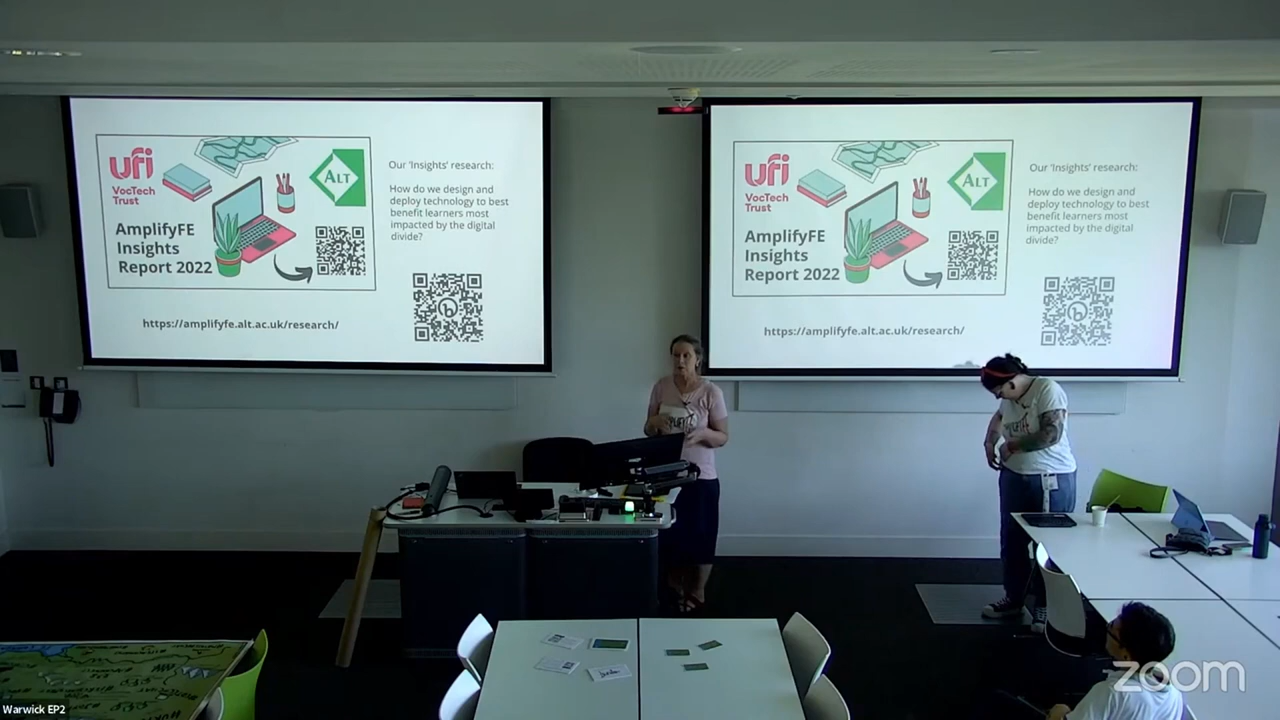 ufi
VocTech
Trust
ALT
AmplifyFE
Insights
Report 2022
https://amplifyfe.alt.ac.uk/research/
Our 'Insights' research:
How do we design and
deploy technology to best
benefit learners most
impacted by the digital
divide?
ufi
VocTech
Trust
ALT
AmplifyFE
Insights
Report 2022
https://amplifyfe.alt.ac.uk/research/
Our 'Insights' research:
How do we design and
deploy technology to best
benefit learners most
impacted by the digital
divide?
Warwick EP2
zoom